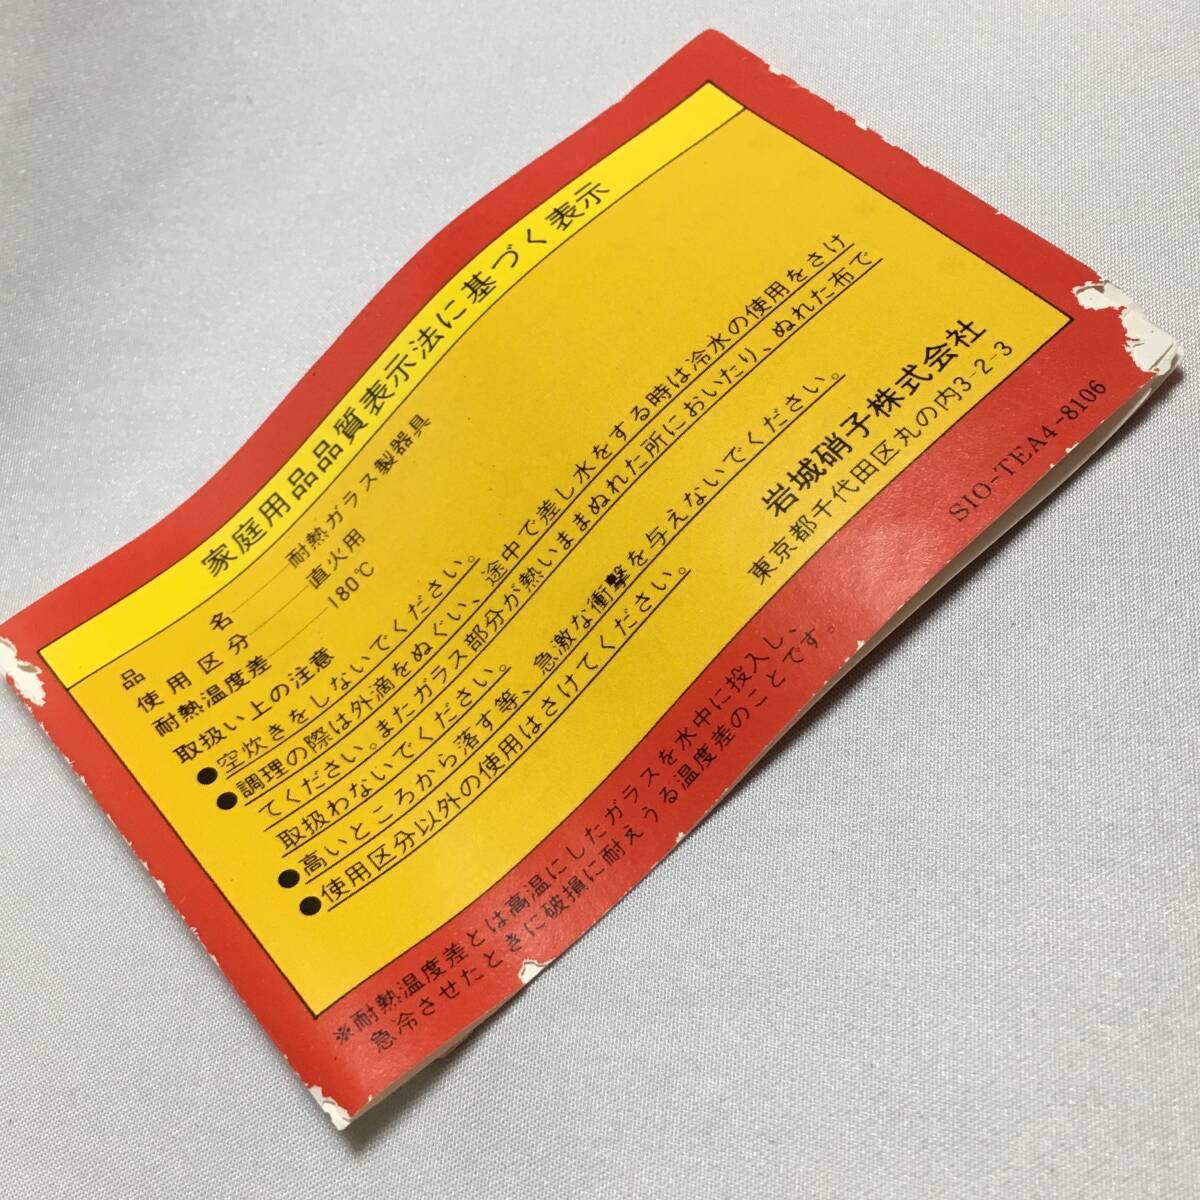 家庭用品品質表示法に基づく表示
品名 耐熱ガラス製器具
使用区分 直火用
耐熱温度差 180℃
取扱い上の注意
●空炊きをしないでください。
●調理の際は外滴をぬぐい、途中で差し水をする時は冷水の使用をさけ
てください。またガラス部分が熱いままぬれた所においたり、ぬれた布で
取扱わないでください。
●高いところから落す等、急激な衝撃を与えないでください。
●使用区分以外の使用はさけてください。
岩城硝子株式会社
東京都千代田区丸の内3-2-3
※耐熱温度差とは高温にしたガラスを水中に投入し、
急冷させたときに破損に耐えうる温度差のことです。
SIO-TEA4-8106